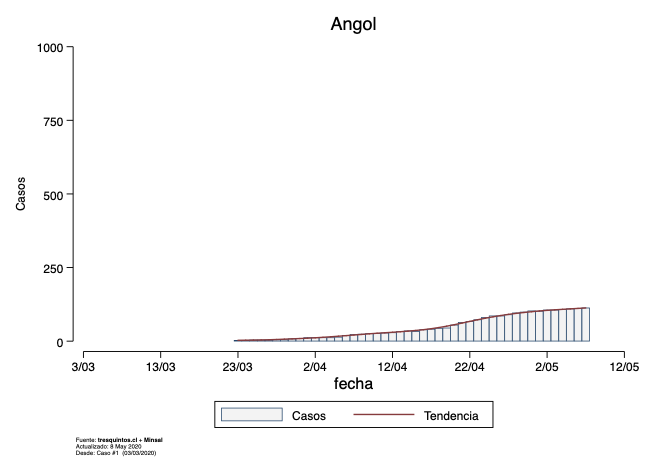 Angol
1000
750
500
250
0
Casos
3/03 13/03 23/03 2/04 12/04 22/04 2/05 12/05
fecha
Casos Tendencia
Fuente: tresquintos.cl + Minsal
Actualizado: 8 May 2020
Desde: Caso #1 (03/03/2020)